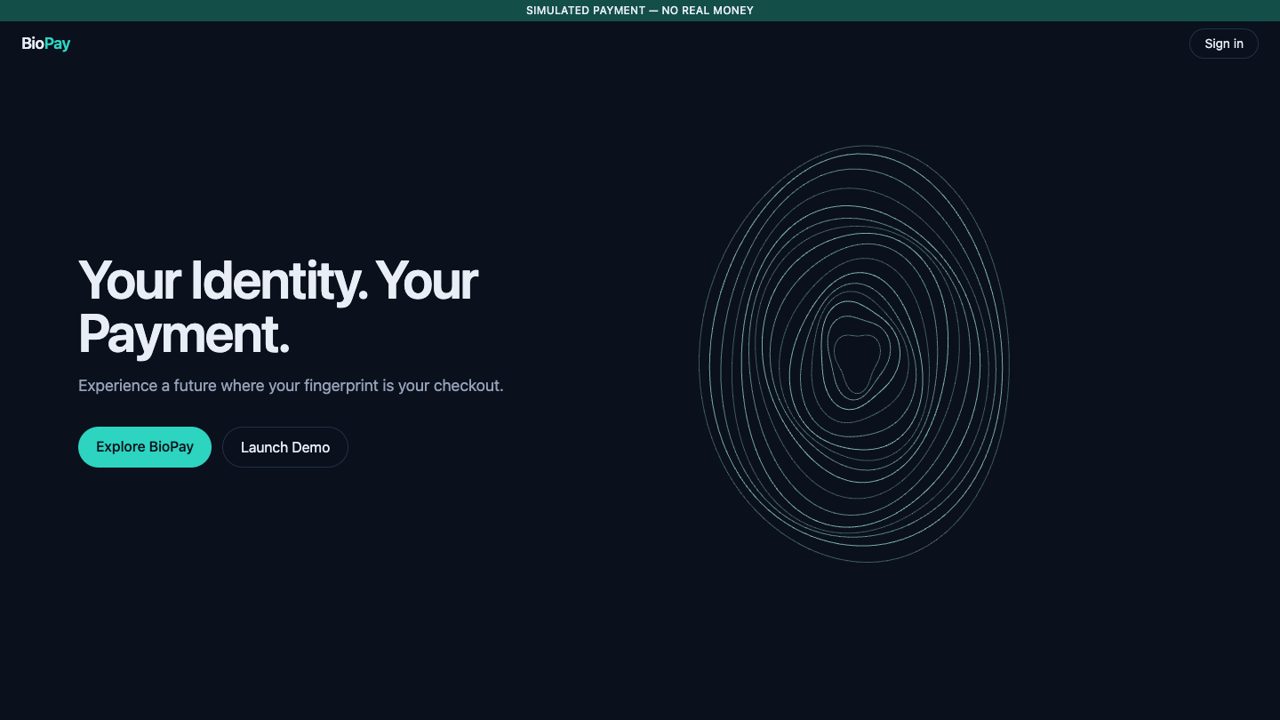 SIMULATED PAYMENT — NO REAL MONEY
BioPay
Sign in
Your Identity. Your
Payment.
Experience a future where your fingerprint is your checkout.
Explore BioPay
Launch Demo